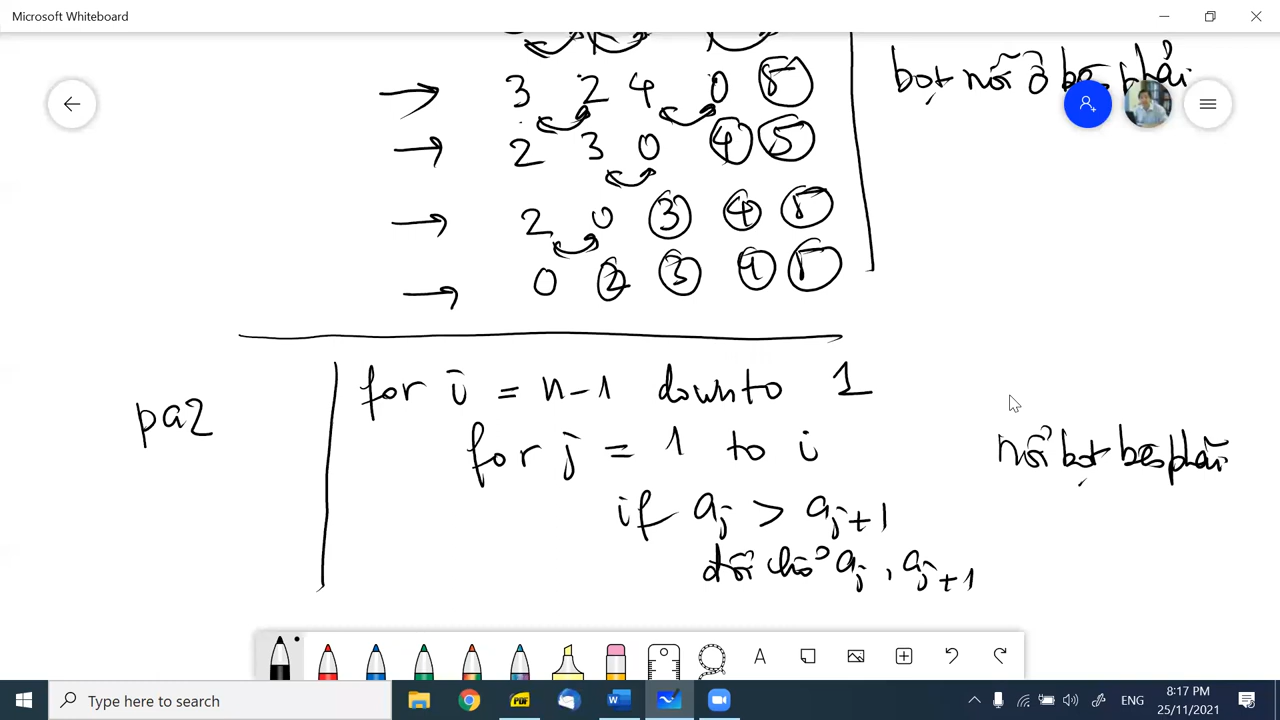 Microsoft Whiteboard
bọt nổi ở bên phải
→ 3 2 4 0 5
→ 2 3 0 4 5
→ 2 0 3 4 5
→ 0 2 3 4 5
pa2
for i = n-1 downto 1
for j = 1 to i
if aj > aj+1
đổi chỗ aj, aj+1
nổi bọt bên phải
A
Type here to search
PDF
ENG
8:17 PM
25/11/2021